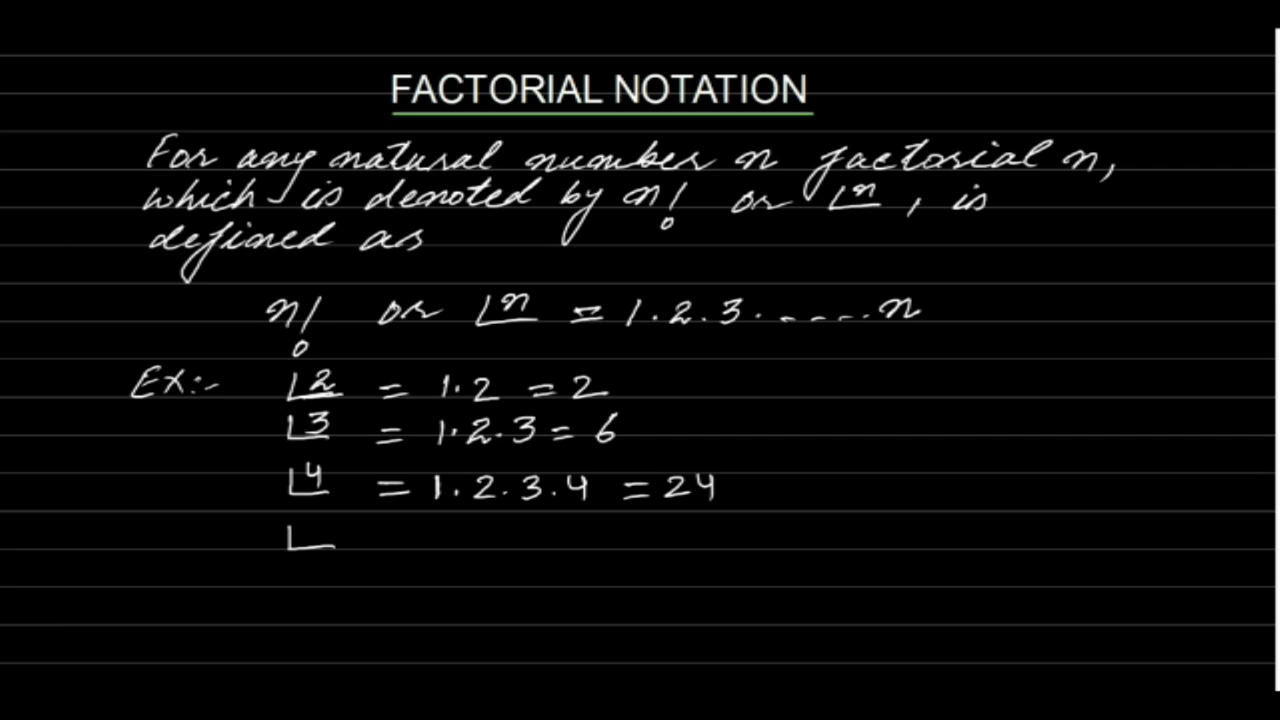 FACTORIAL NOTATION
For any natural number n factorial n,
which is denoted by n! or ⌊n, is
defined as
n! or ⌊n = 1.2.3.-----.n
Ex:- ⌊2 = 1.2 = 2
⌊3 = 1.2.3 = 6
⌊4 = 1.2.3.4 = 24
⌊